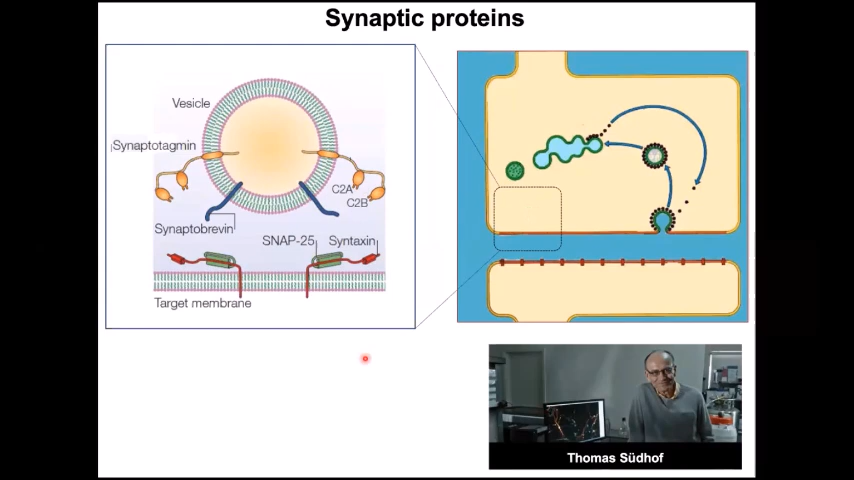 Synaptic proteins
Vesicle
Synaptotagmin
C2A
C2B
Synaptobrevin
SNAP-25
Syntaxin
Target membrane
Thomas Südhof